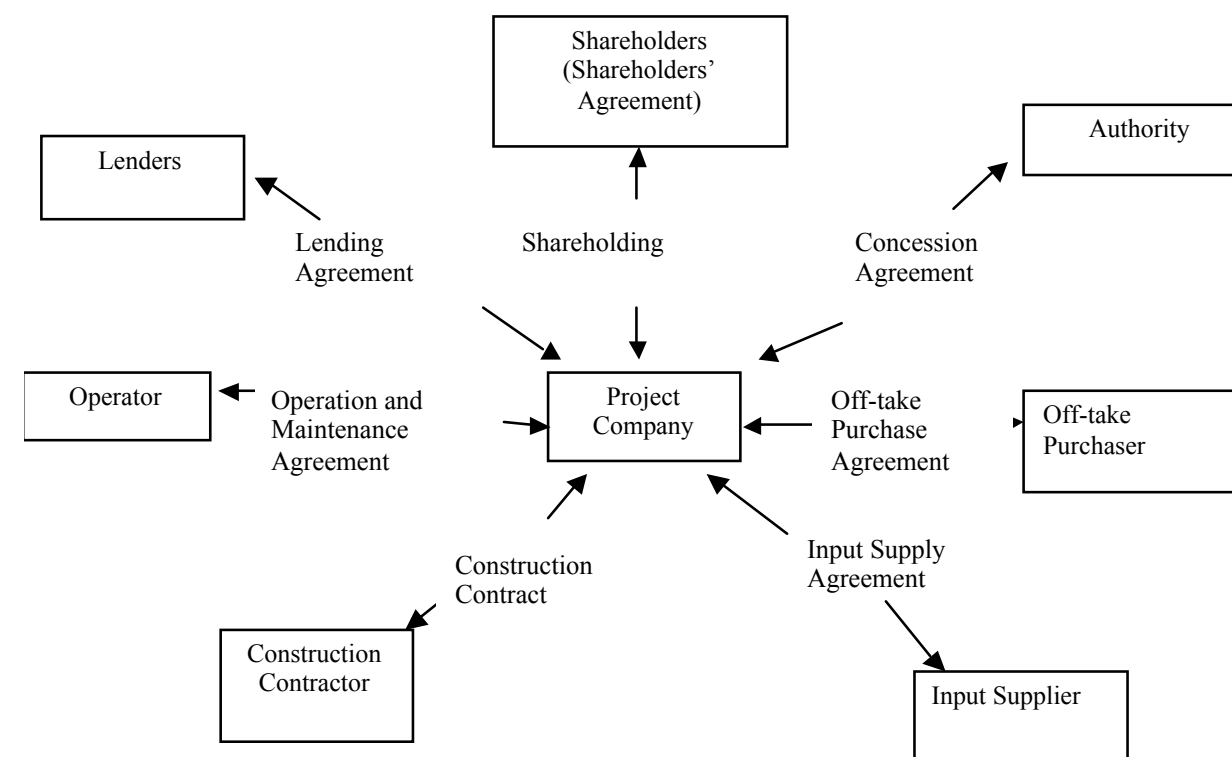 Shareholders
(Shareholders’
Agreement)
Authority
Lenders
Lending
Agreement
Shareholding
Concession
Agreement
Operator
Operation and
Maintenance
Agreement
Project
Company
Off-take
Purchase
Agreement
Off-take
Purchaser
Construction
Contract
Input Supply
Agreement
Construction
Contractor
Input Supplier